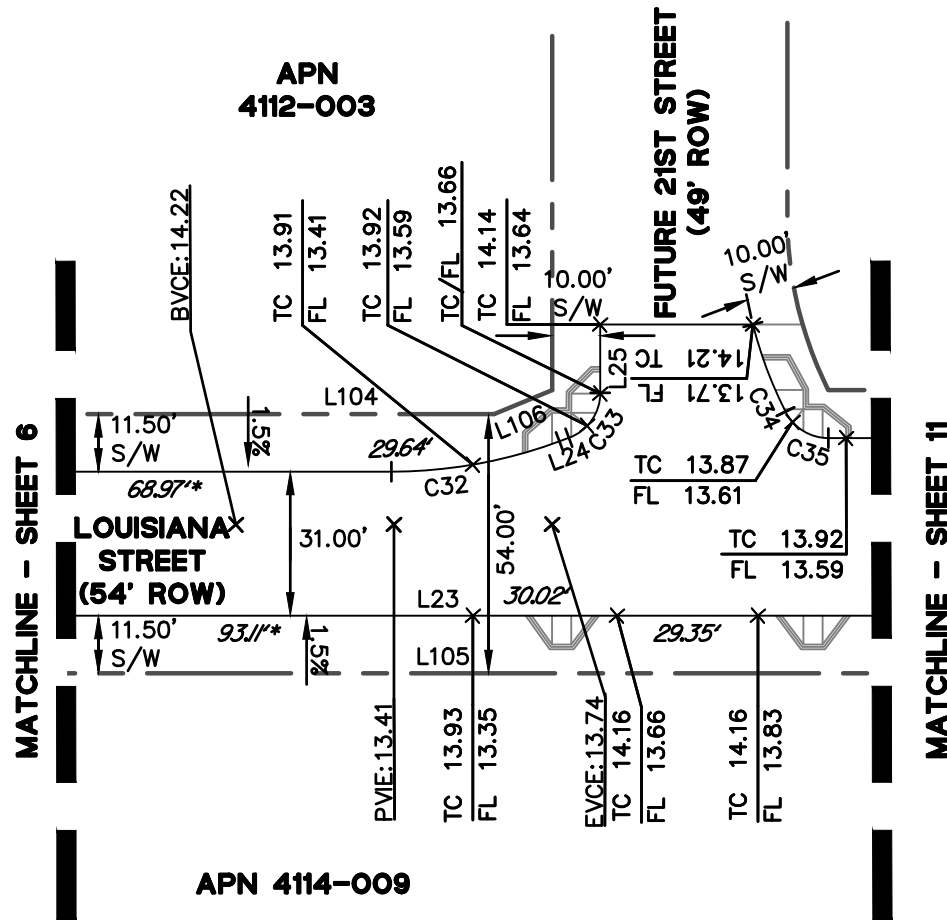 APN
4112-003
FUTURE 21ST STREET
(49' ROW)
BVCE: 14.22
TC 13.91
FL 13.41
TC 13.92
FL 13.59
TC/FL 13.66
TC 14.14
FL 13.64
10.00'
S/W
10.00'
S/W
TC 14.21
FL 13.71
L25
L104
L106
C33
L24
C34
C35
11.50'
S/W
1.5%
29.64'
C32
68.97'*
TC 13.87
FL 13.61
MATCHLINE - SHEET 6
MATCHLINE - SHEET 11
LOUISIANA
STREET
(54' ROW)
31.00'
54.00'
TC 13.92
FL 13.59
L23
30.02'
11.50'
S/W
93.11'*
1.5%
L105
29.35'
PVIE: 13.41
TC 13.93
FL 13.35
EVCE: 13.74
TC 14.16
FL 13.66
TC 14.16
FL 13.83
APN 4114-009